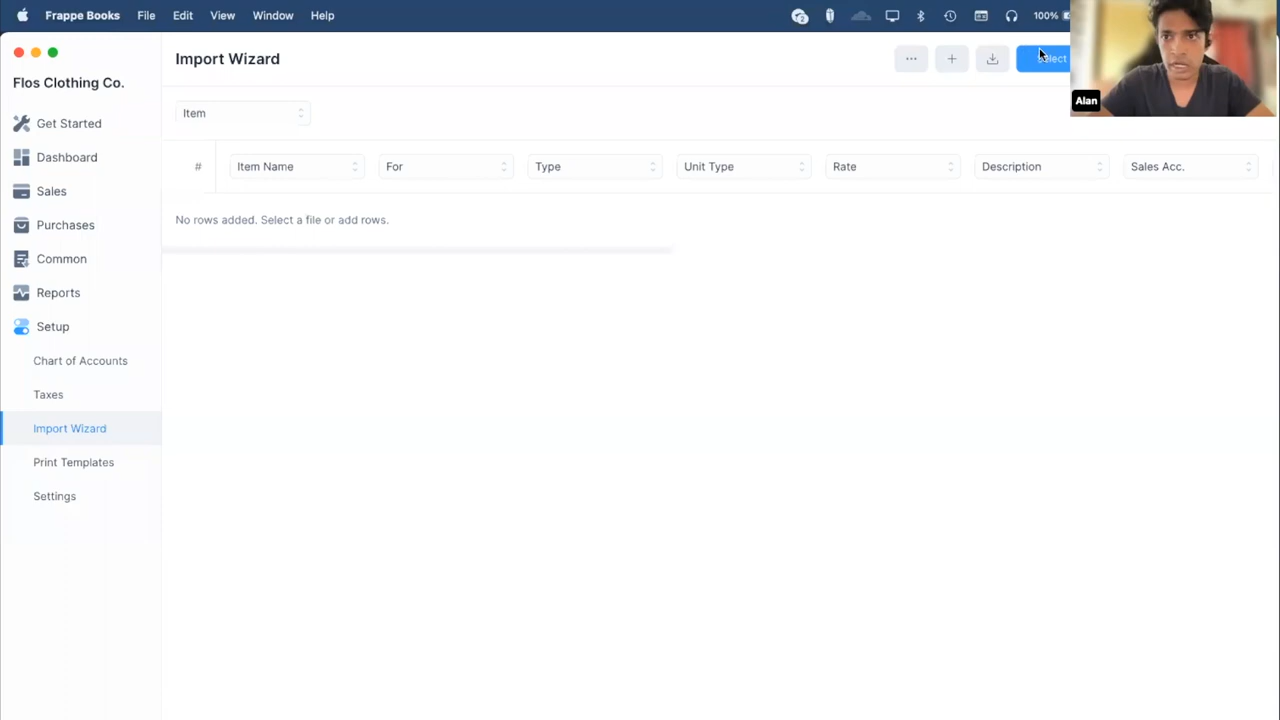 Frappe Books File Edit View Window Help 100%
Import Wizard
... Select
Alan
Flos Clothing Co.
Get Started
Dashboard
Sales
Purchases
Common
Reports
Setup
Chart of Accounts
Taxes
Import Wizard
Print Templates
Settings
Item
# Item Name For Type Unit Type Rate Description Sales Acc.
No rows added. Select a file or add rows.